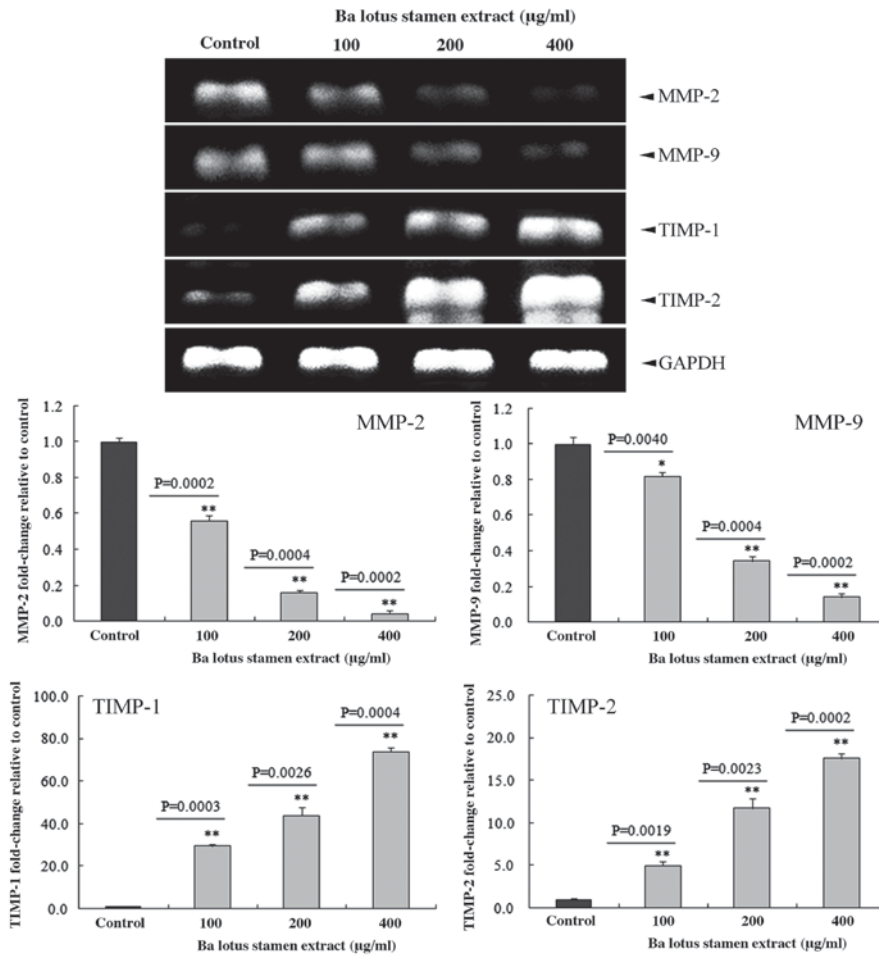 Ba lotus stamen extract (µg/ml)
Control 100 200 400
◄MMP-2
◄MMP-9
◄TIMP-1
◄TIMP-2
◄GAPDH
MMP-2
MMP-2 fold-change relative to control
1.2
1.0
0.8
0.6
0.4
0.2
0.0
P=0.0002
**
P=0.0004
**
P=0.0002
**
Control 100 200 400
Ba lotus stamen extract (µg/ml)
MMP-9
MMP-9 fold-change relative to control
1.2
1.0
0.8
0.6
0.4
0.2
0.0
P=0.0040
*
P=0.0004
**
P=0.0002
**
Control 100 200 400
Ba lotus stamen extract (µg/ml)
TIMP-1
TIMP-1 fold-change relative to control
100.0
80.0
60.0
40.0
20.0
0.0
P=0.0003
**
P=0.0026
**
P=0.0004
**
Control 100 200 400
Ba lotus stamen extract (µg/ml)
TIMP-2
TIMP-2 fold-change relative to control
25.0
20.0
15.0
10.0
5.0
0.0
P=0.0019
**
P=0.0023
**
P=0.0002
**
Control 100 200 400
Ba lotus stamen extract (µg/ml)